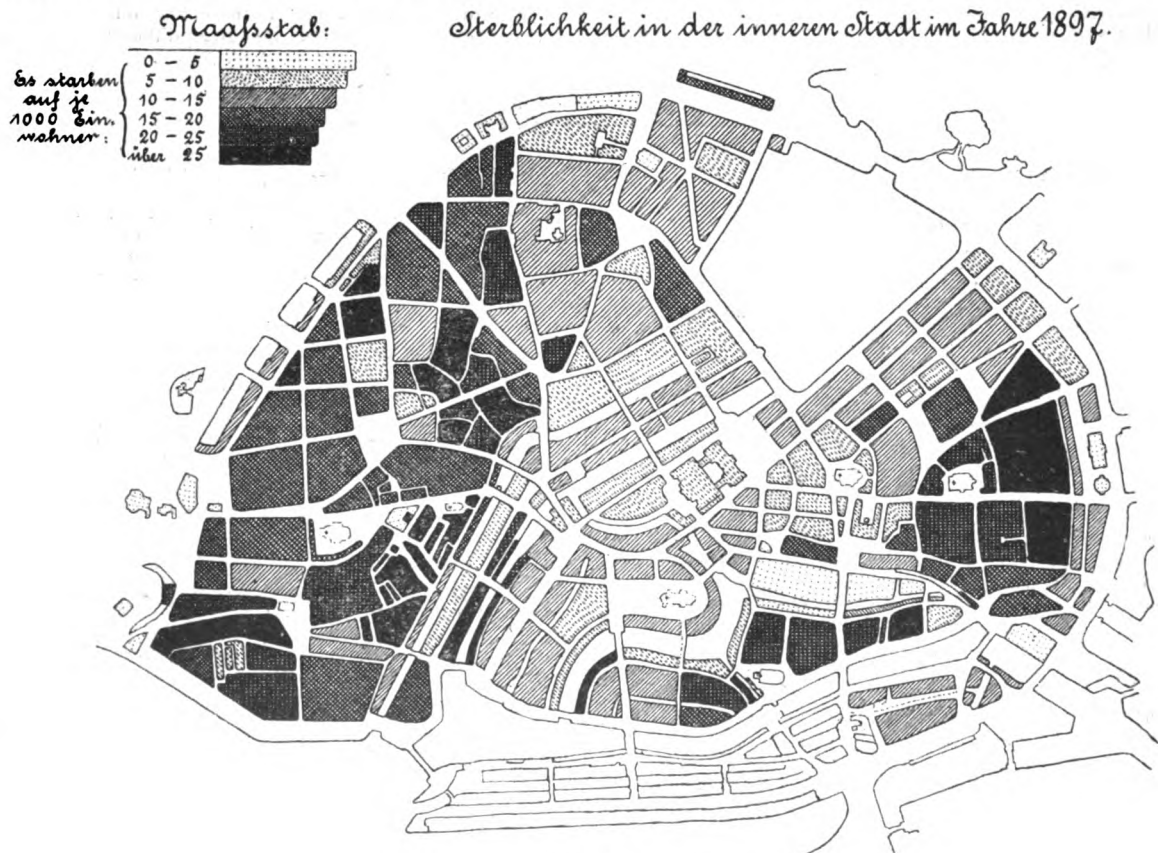 Maaſsstab:
Sterblichkeit in der inneren Stadt im Jahre 1897.
Es starben
auf je
1000 Ein.
wohner:
0 – 5
5 – 10
10 – 15
15 – 20
20 – 25
über 25